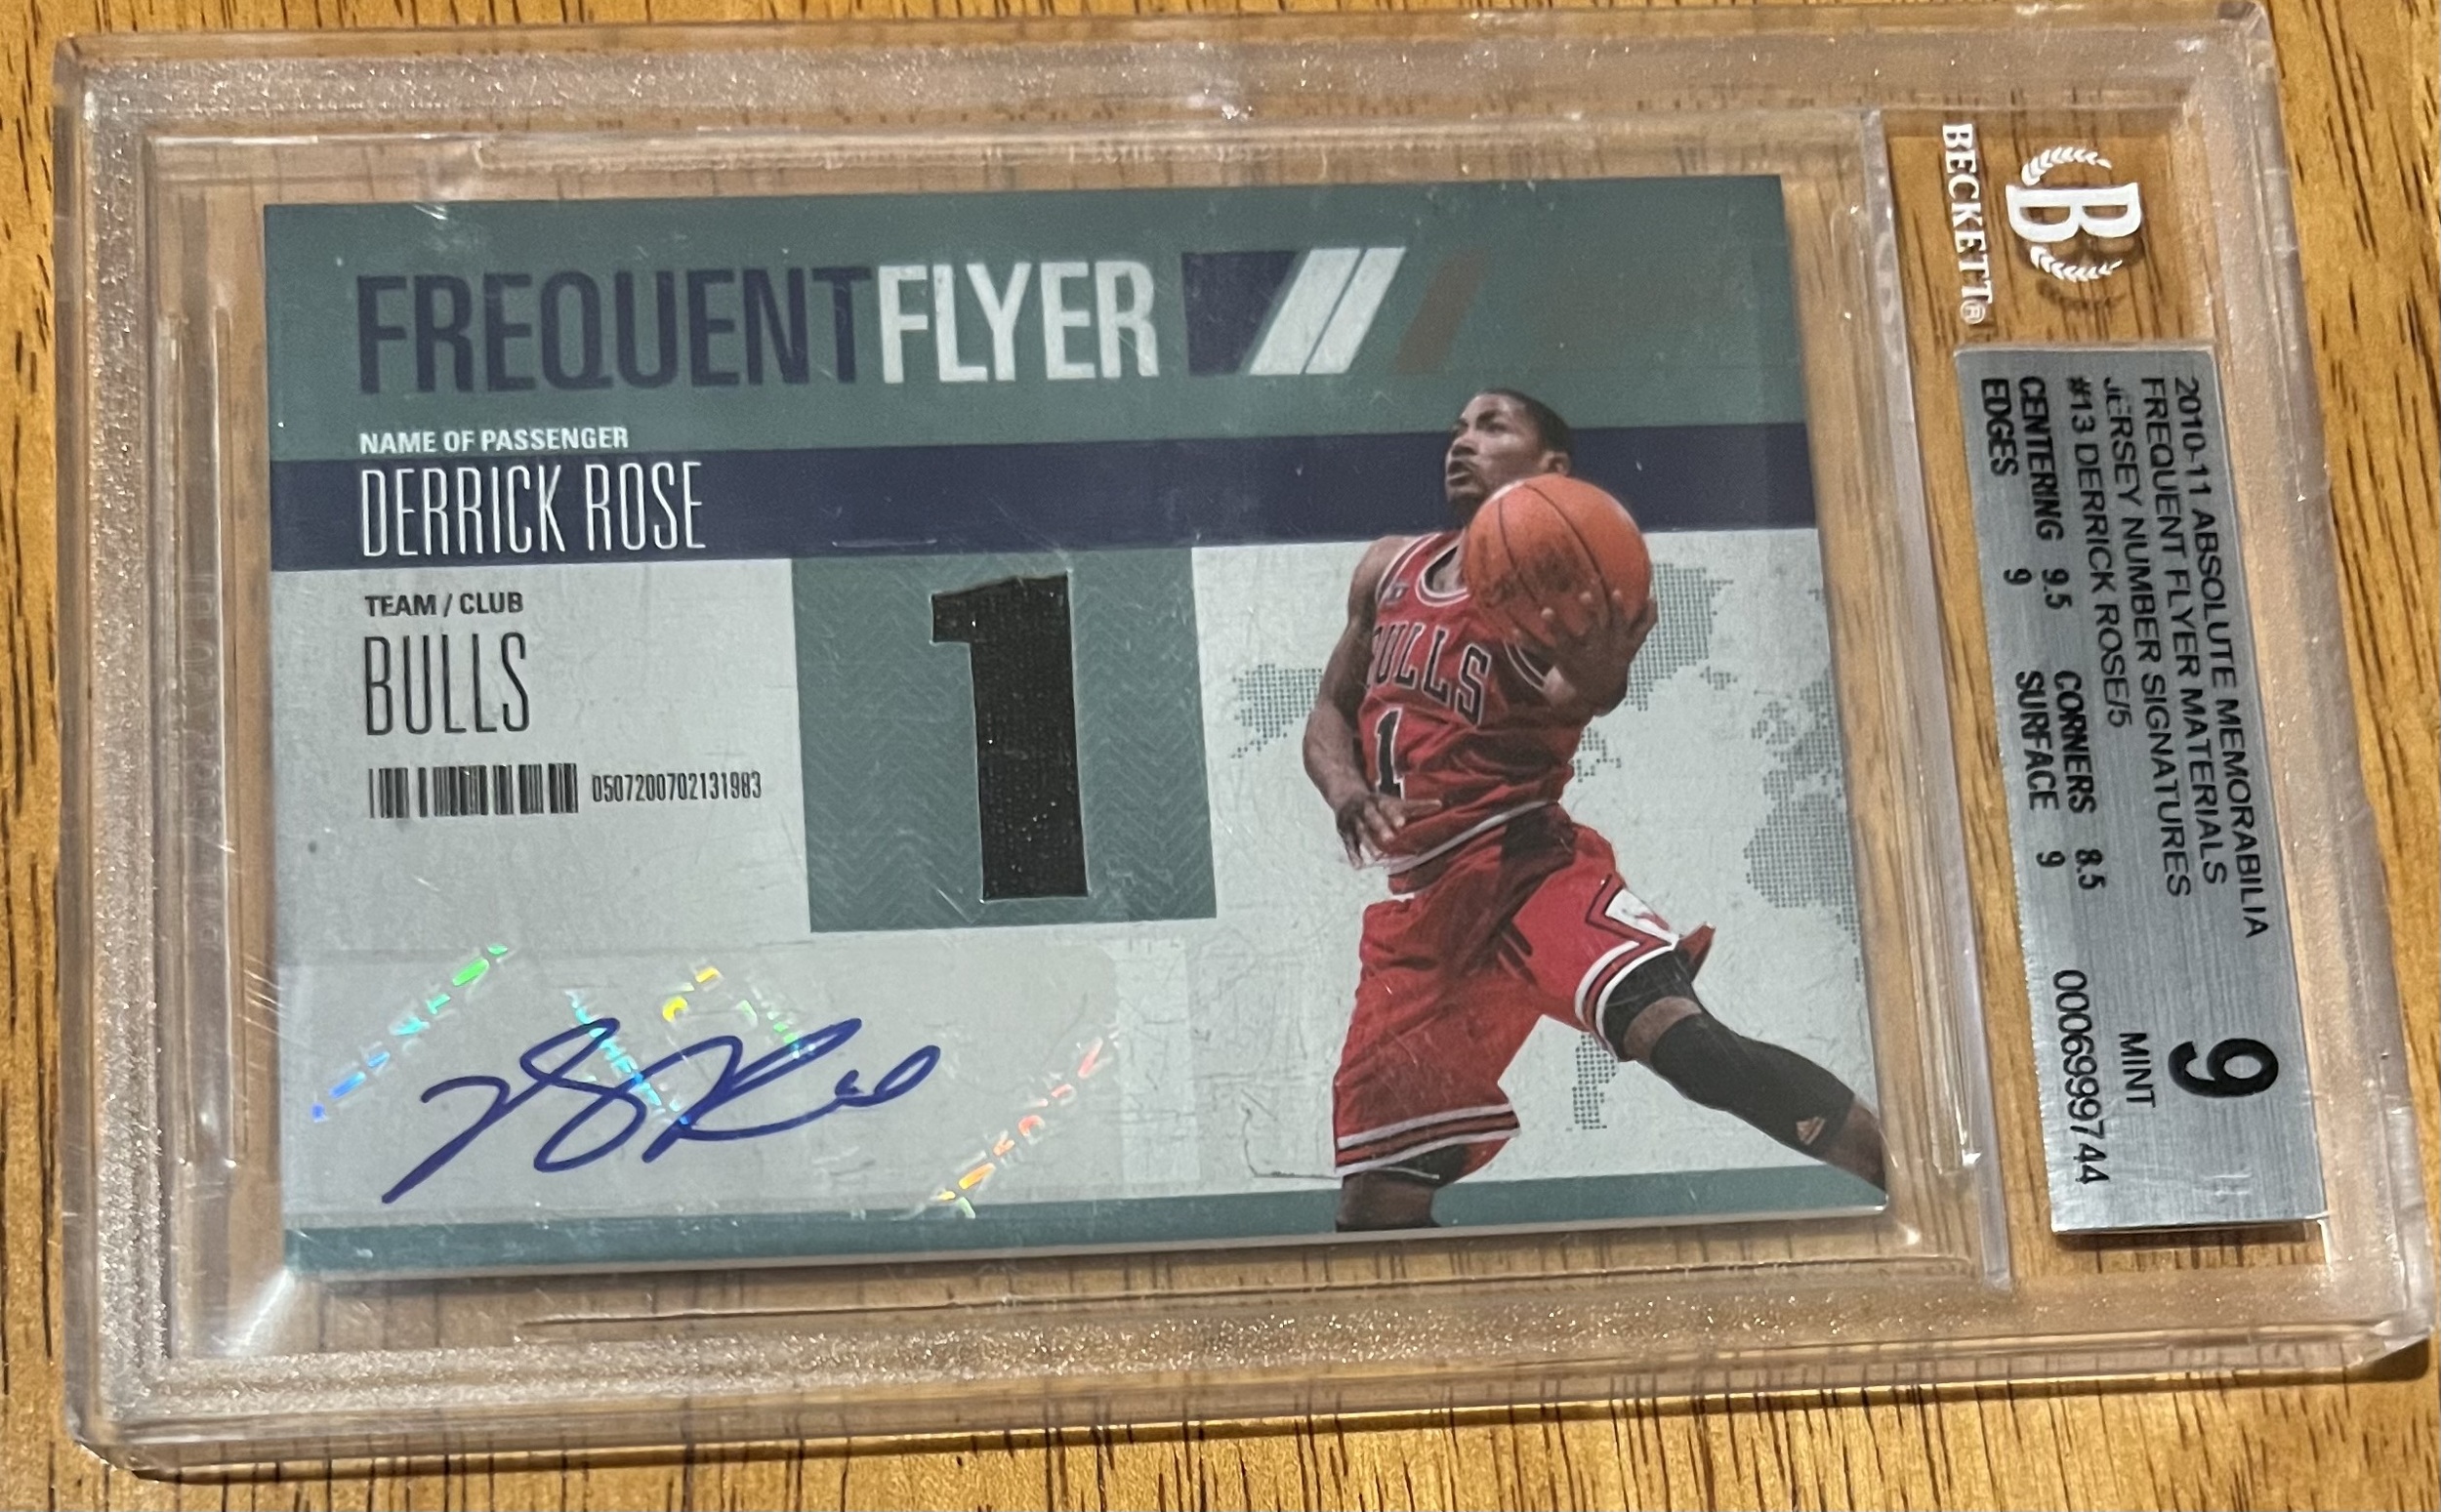 FREQUENTFLYER
NAME OF PASSENGER
DERRICK ROSE
TEAM / CLUB
BULLS
0507200702131983
1
BULLS
1
B
BECKETT®
2010-11 ABSOLUTE MEMORABILIA
FREQUENT FLYER MATERIALS
JERSEY NUMBER SIGNATURES
#13 DERRICK ROSE/5
CENTERING 9.5 CORNERS 8.5
EDGES 9 SURFACE 9
9
MINT
0006999744